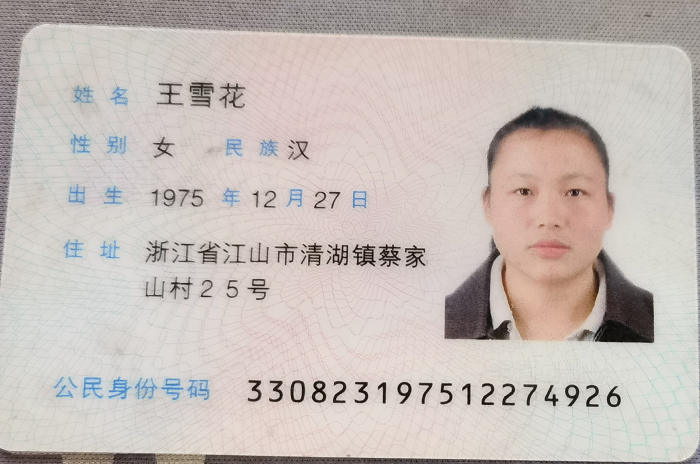 姓名 王雪花
性别 女 民族 汉
出生 1975 年 12 月 27 日
住址 浙江省江山市清湖镇蔡家
山村25号
公民身份号码 330823197512274926